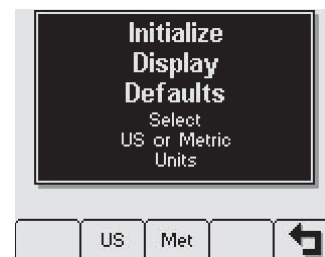 Initialize
Display
Defaults
Select
US or Metric
Units
US Met